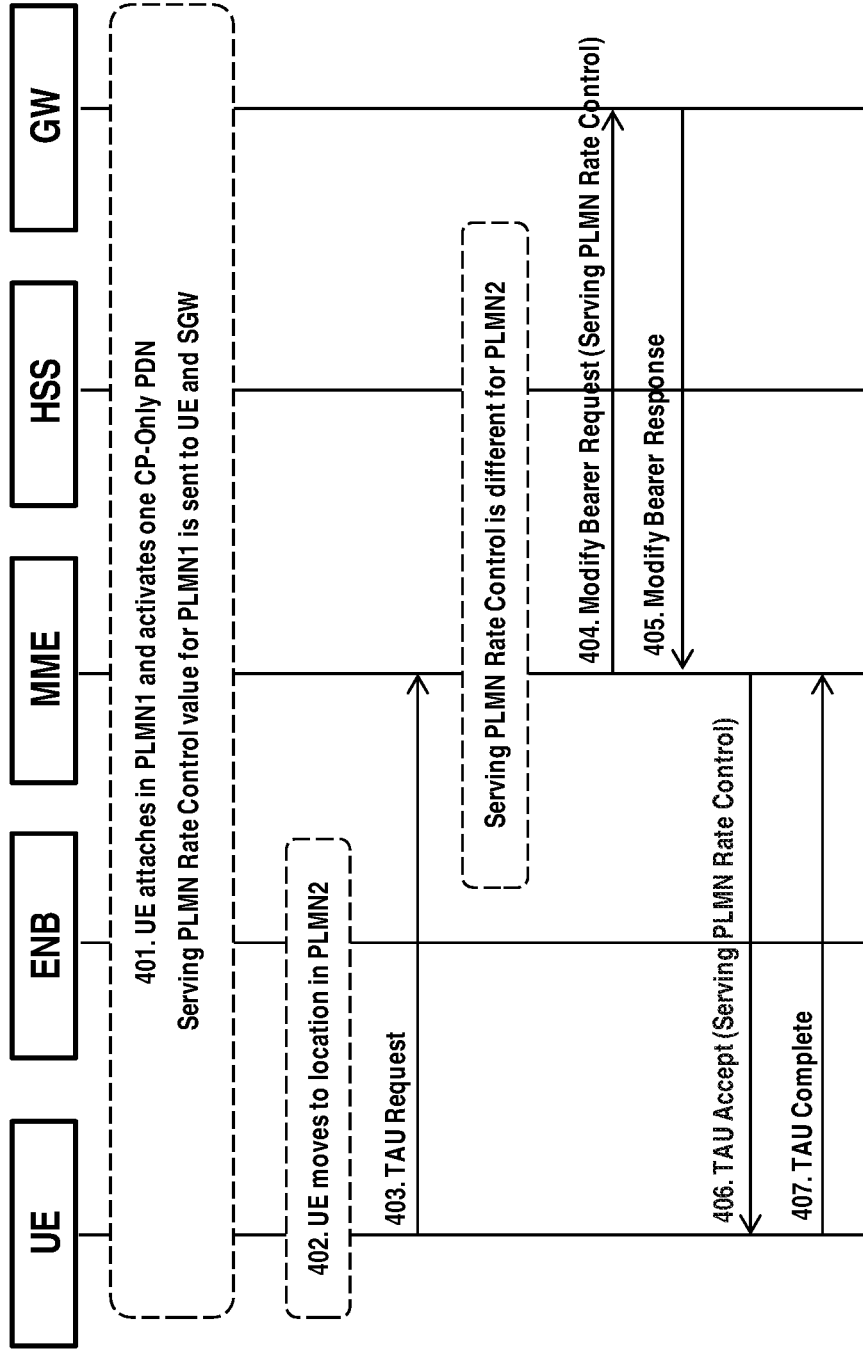 UE
ENB
MME
HSS
GW
401. UE attaches in PLMN1 and activates one CP-Only PDN
Serving PLMN Rate Control value for PLMN1 is sent to UE and SGW
402. UE moves to location in PLMN2
403. TAU Request
Serving PLMN Rate Control is different for PLMN2
404. Modify Bearer Request (Serving PLMN Rate Control)
405. Modify Bearer Response
406. TAU Accept (Serving PLMN Rate Control)
407. TAU Complete